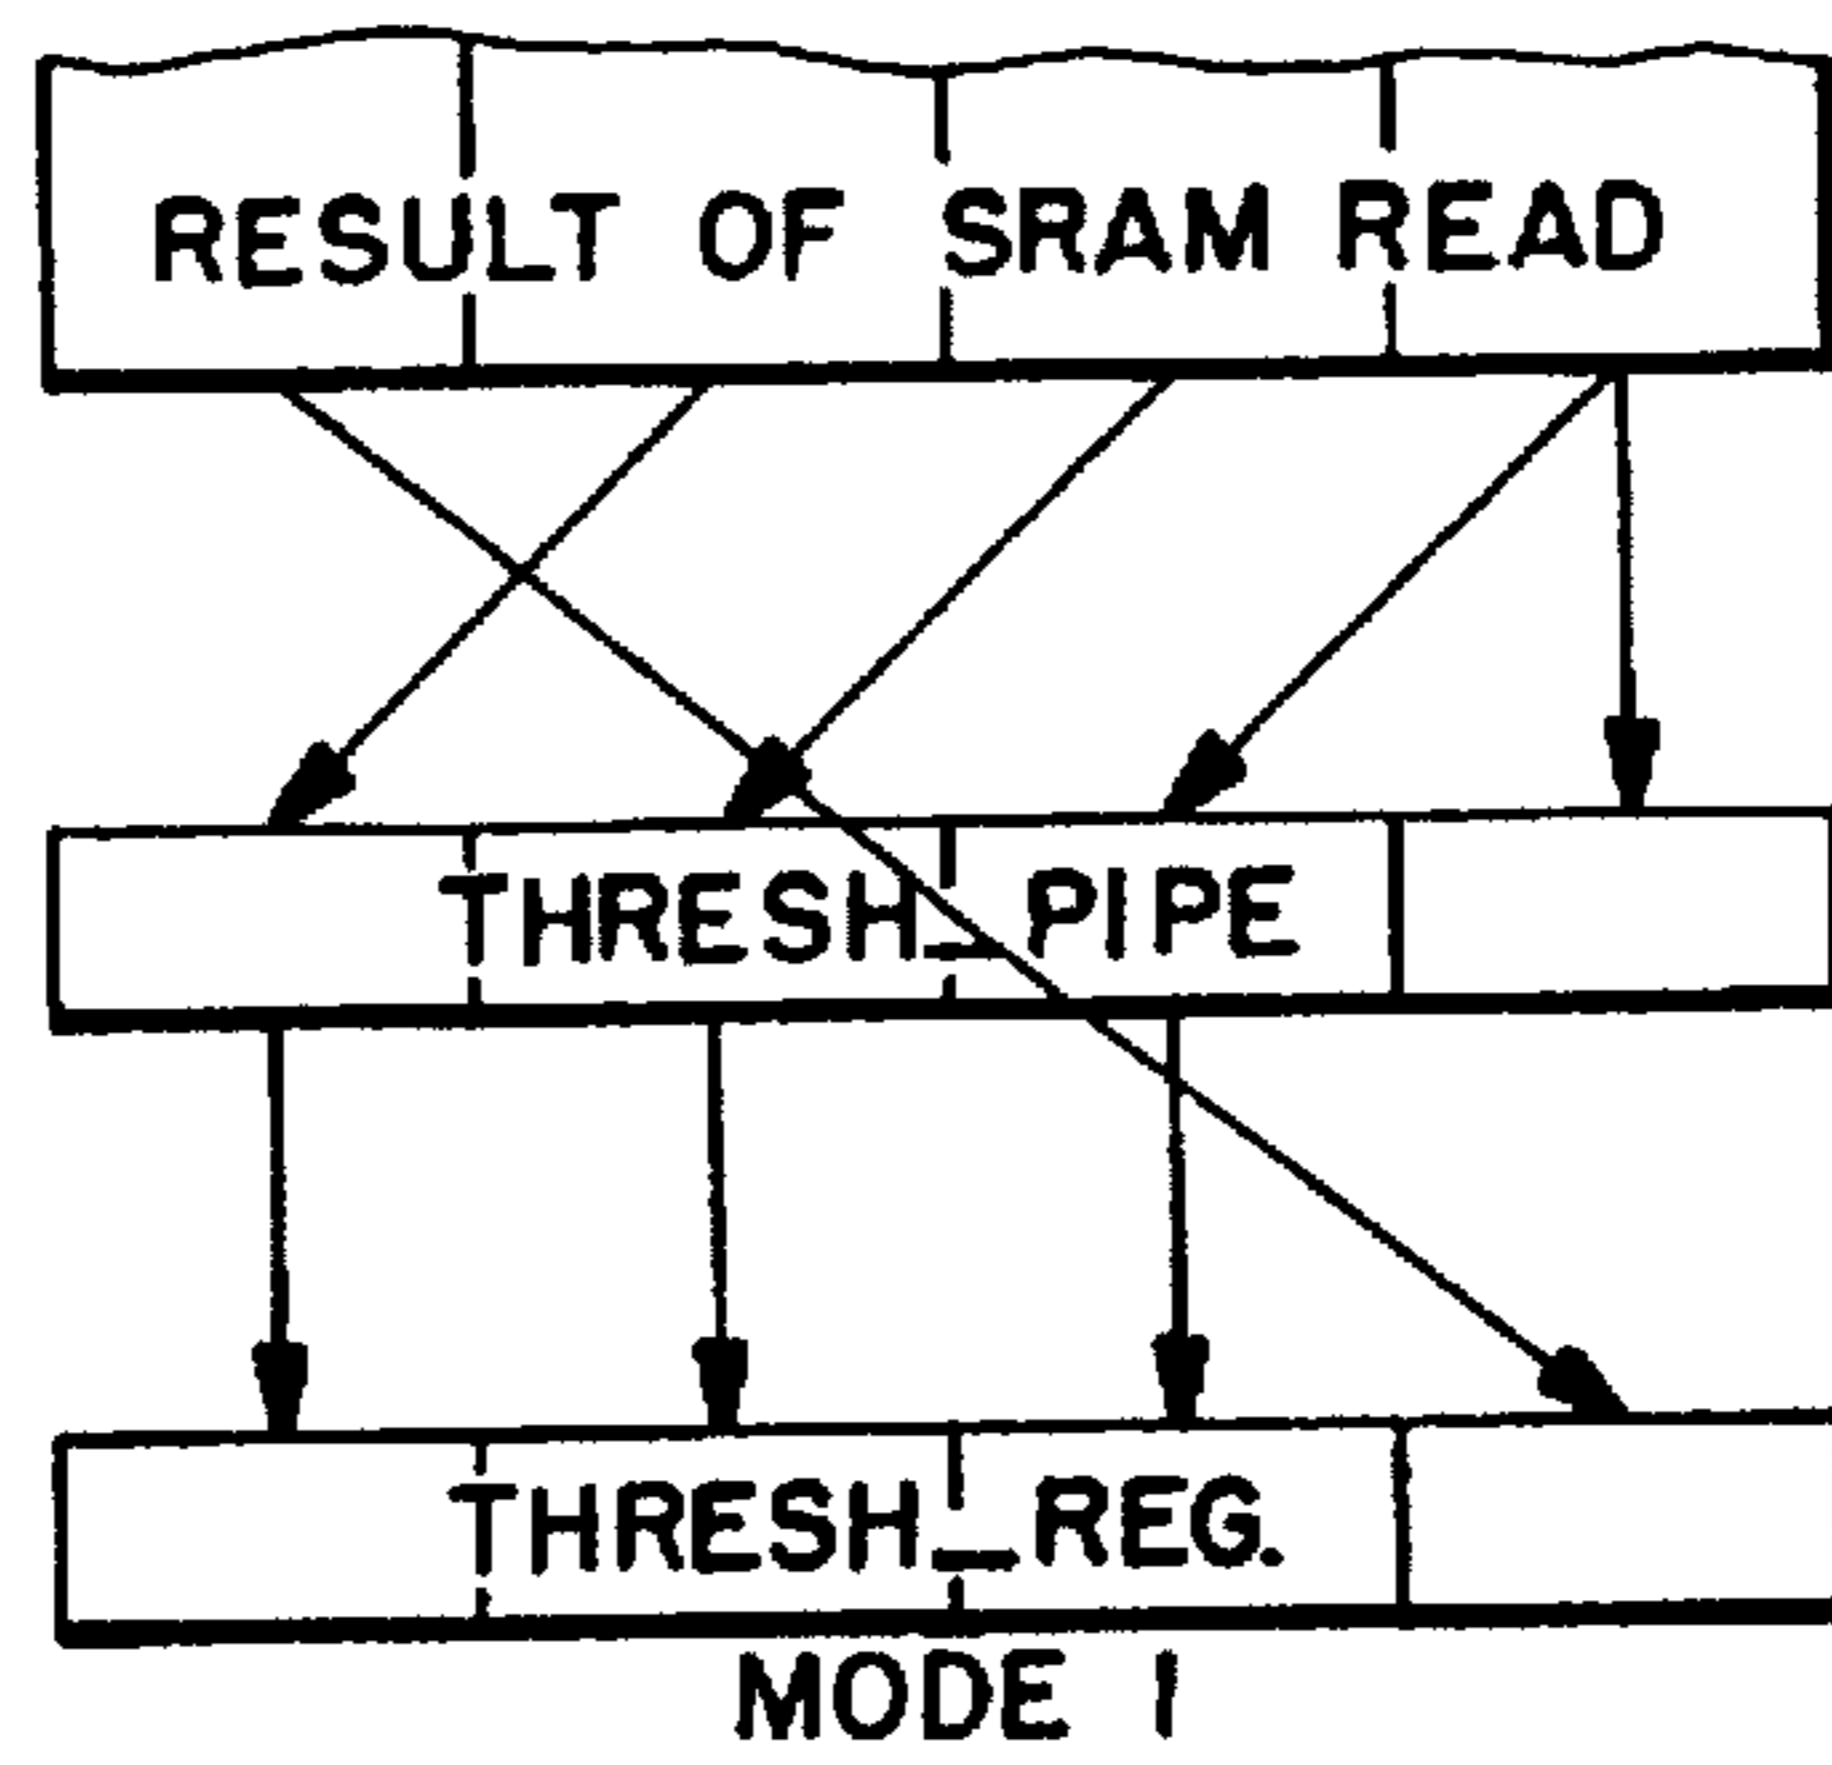 RESULT OF SRAM READ
THRESH_PIPE
THRESH_REG.
MODE 1